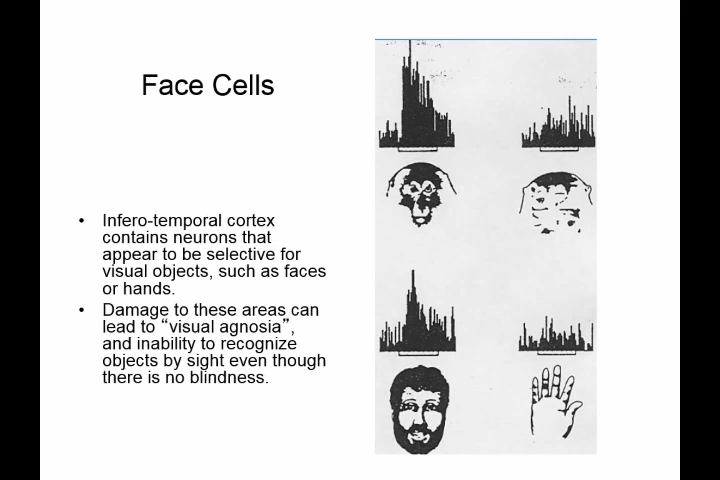 Face Cells
• Infero-temporal cortex
contains neurons that
appear to be selective for
visual objects, such as faces
or hands.
• Damage to these areas can
lead to “visual agnosia”,
and inability to recognize
objects by sight even though
there is no blindness.